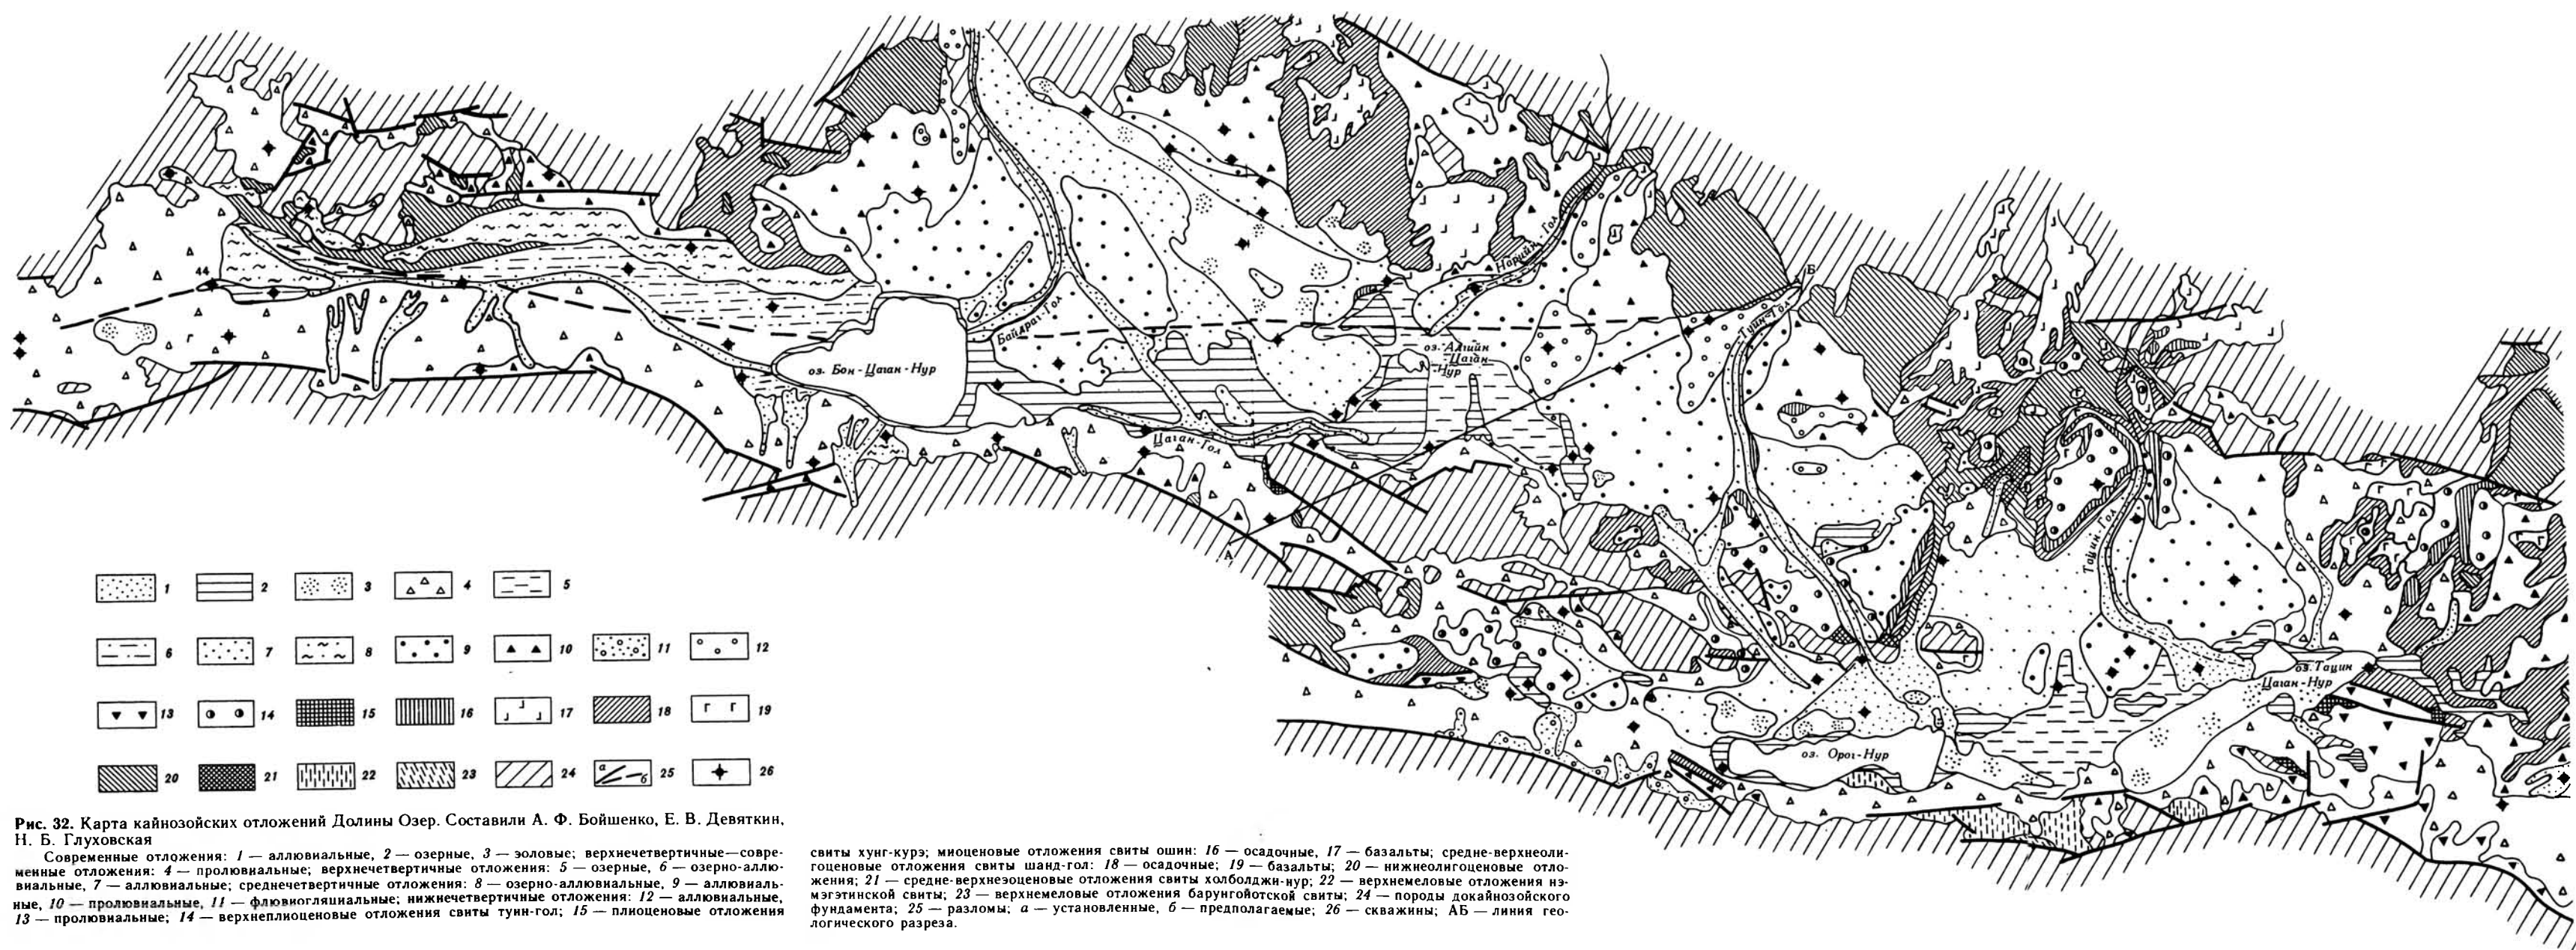 44
Б
Нарийн-Гол
Байдраг-Гол
Туин-Гол
оз. Адгийн
-Цаган-
Нур
оз. Бон-Цаган-Нур
Цаган-Гол
А
Тацин-Гол
оз. Тацин
Цаган-Нур
оз. Орог-Нур
1 2 3 4 5
6 7 8 9 10 11 12
13 14 15 16 17 18 19
20 21 22 23 24 а б 25 26
Рис. 32. Карта кайнозойских отложений Долины Озер. Составили А. Ф. Бойшенко, Е. В. Девяткин,
Н. Б. Глуховская
Современные отложения: 1 — аллювиальные, 2 — озерные, 3 — эоловые; верхнечетвертичные—совре-
менные отложения: 4 — пролювиальные; верхнечетвертичные отложения: 5 — озерные, 6 — озерно-аллю-
виальные, 7 — аллювиальные; среднечетвертичные отложения: 8 — озерно-аллювиальные, 9 — аллювиаль-
ные, 10 — пролювиальные, 11 — флювиогляциальные; нижнечетвертичные отложения: 12 — аллювиальные,
13 — пролювиальные; 14 — верхнеплиоценовые отложения свиты туин-гол; 15 — плиоценовые отложения
свиты хунг-курэ; миоценовые отложения свиты ошин: 16 — осадочные, 17 — базальты; средне-верхнеоли-
гоценовые отложения свиты шанд-гол: 18 — осадочные; 19 — базальты; 20 — нижнеолигоценовые отло-
жения; 21 — средне-верхнеэоценовые отложения свиты холболджи-нур; 22 — верхнемеловые отложения нэ-
мэгэтинской свиты; 23 — верхнемеловые отложения барунгойотской свиты; 24 — породы докайнозойского
фундамента; 25 — разломы; а — установленные, б — предполагаемые; 26 — скважины; АБ — линия гео-
логического разреза.